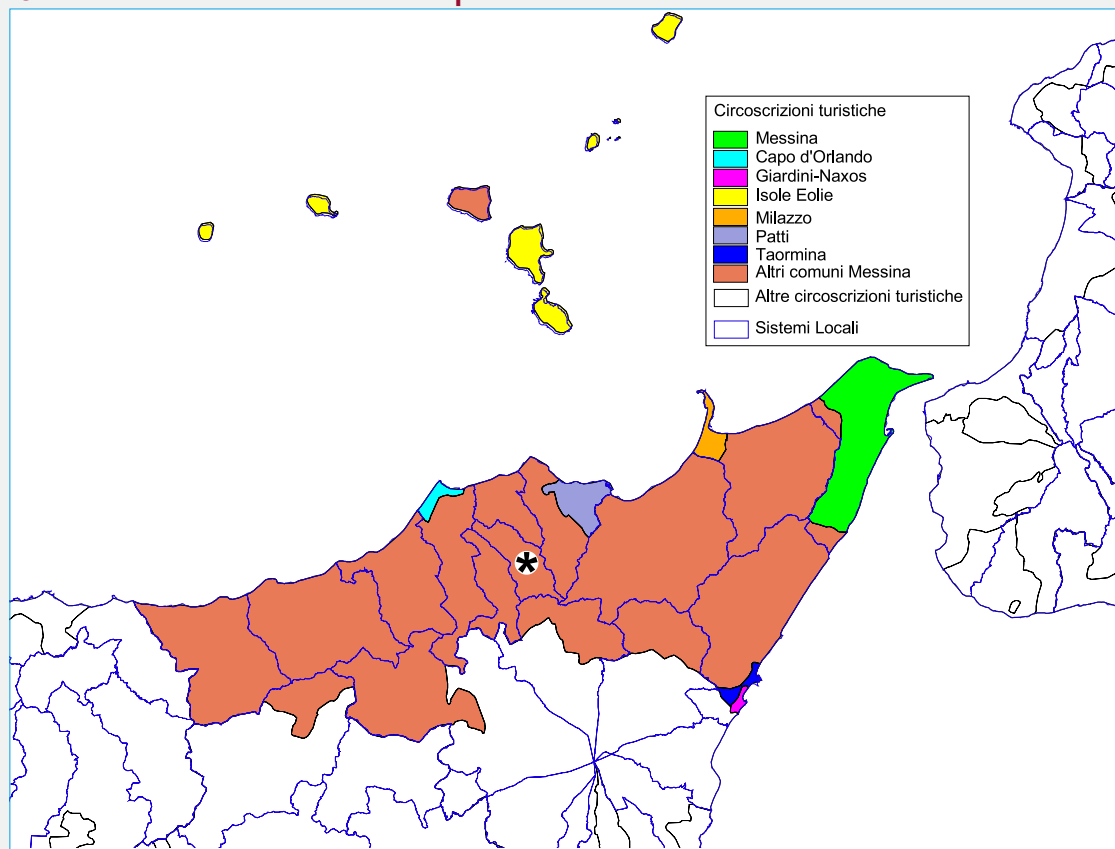 Circoscrizioni turistiche
Messina
Capo d'Orlando
Giardini-Naxos
Isole Eolie
Milazzo
Patti
Taormina
Altri comuni Messina
Altre circoscrizioni turistiche
Sistemi Locali
*